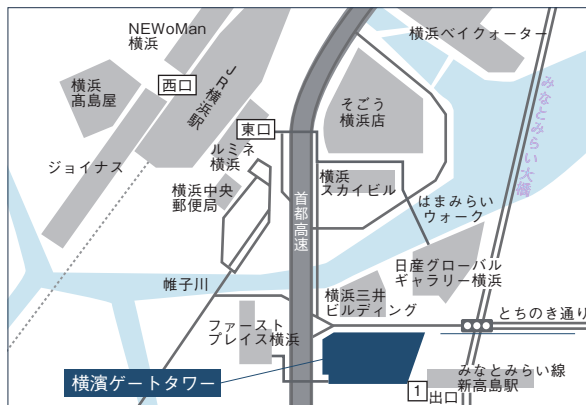 NEWoMan
横浜
横浜ベイクォーター
横浜
髙島屋
西口
JR横浜駅
そごう
横浜店
みなとみらい大橋
東口
ルミネ
横浜
ジョイナス
横浜
スカイビル
横浜中央
郵便局
はまみらい
ウォーク
首都高速
日産グローバル
ギャラリー横浜
帷子川
横浜三井
ビルディング
とちのき通り
ファースト
プレイス横浜
横濱ゲートタワー
みなとみらい線
新高島駅
1
出口